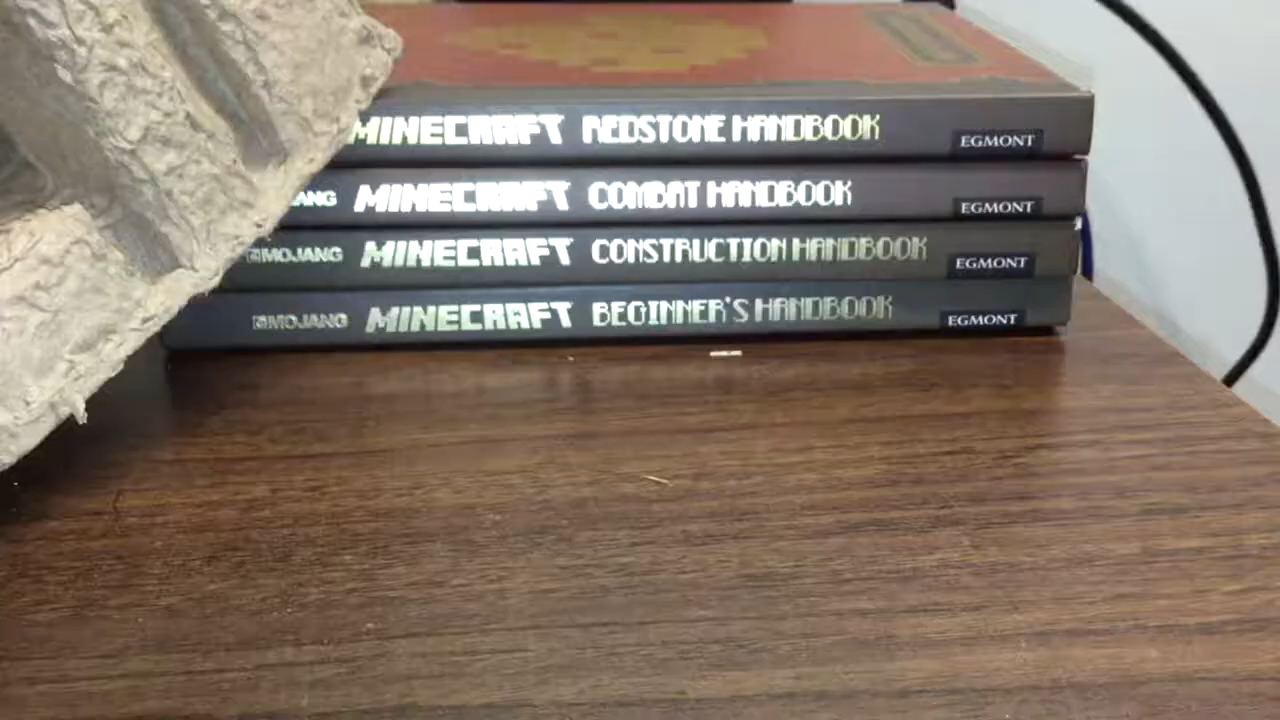 MINECRAFT REDSTONE HANDBOOK EGMONT
MINECRAFT COMBAT HANDBOOK EGMONT
MOJANG MINECRAFT CONSTRUCTION HANDBOOK EGMONT
MOJANG MINECRAFT BEGINNER'S HANDBOOK EGMONT